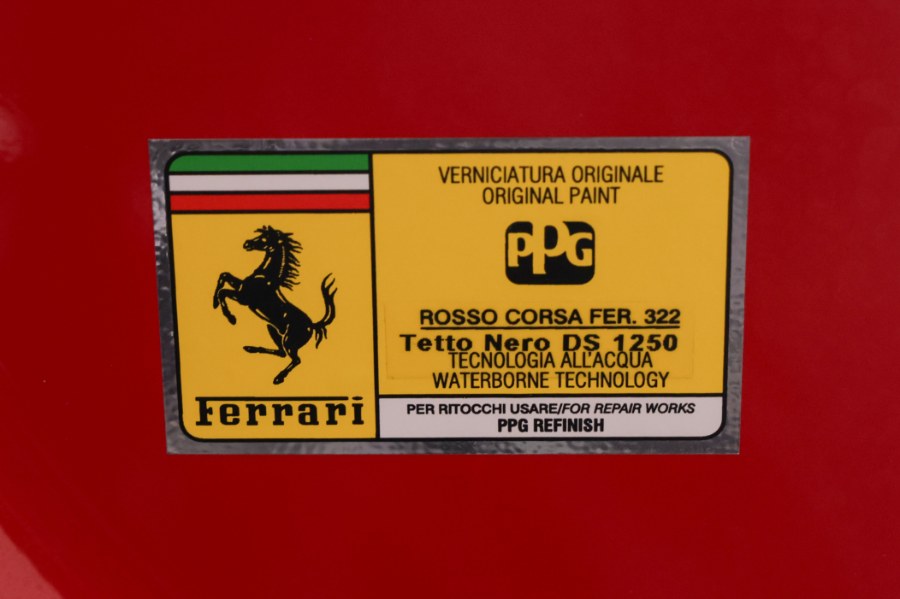 VERNICIATURA ORIGINALE
ORIGINAL PAINT
PPG
ROSSO CORSA FER. 322
Tetto Nero DS 1250
TECNOLOGIA ALL'ACQUA
WATERBORNE TECHNOLOGY
Ferrari
PER RITOCCHI USARE/FOR REPAIR WORKS
PPG REFINISH